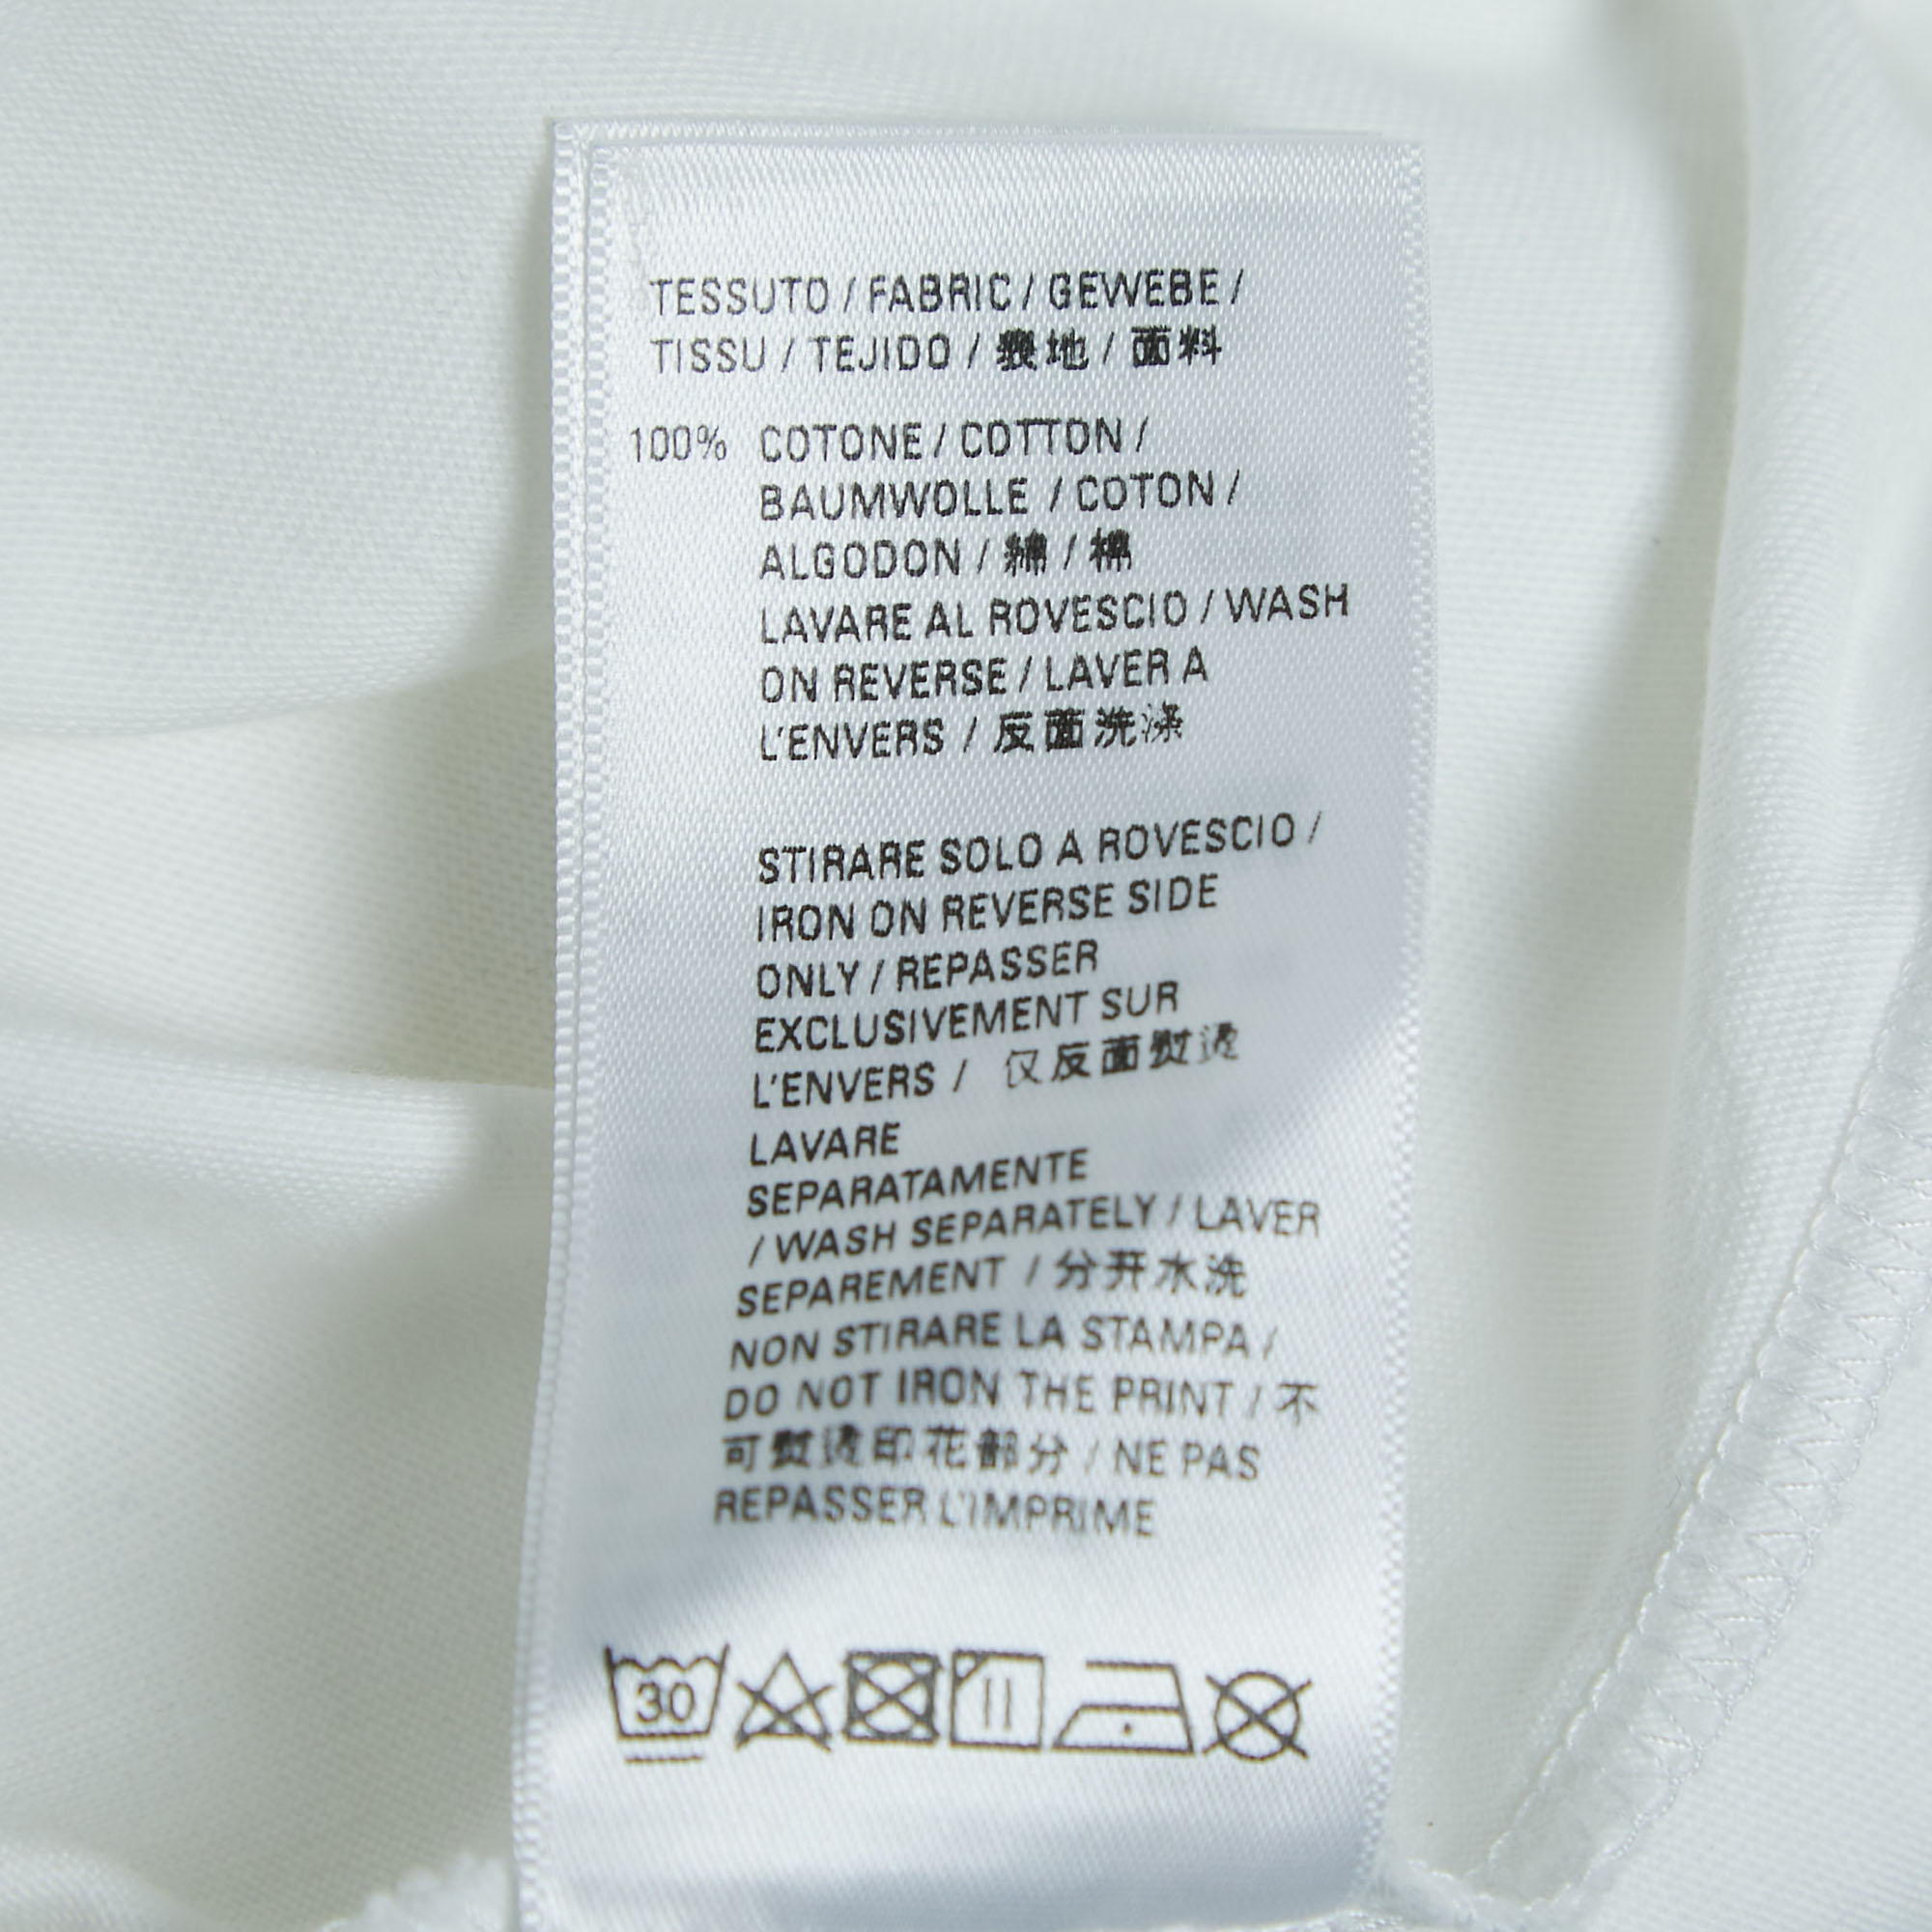 TESSUTO / FABRIC / GEWEBE /
TISSU / TEJIDO / 表地 / 面料
100% COTONE / COTTON /
BAUMWOLLE / COTON /
ALGODON / 綿 / 棉
LAVARE AL ROVESCIO / WASH
ON REVERSE / LAVER A
L'ENVERS / 反面洗涤
STIRARE SOLO A ROVESCIO /
IRON ON REVERSE SIDE
ONLY / REPASSER
EXCLUSIVEMENT SUR
L'ENVERS / 仅反面熨烫
LAVARE
SEPARATAMENTE
/ WASH SEPARATELY / LAVER
SEPAREMENT / 分开水洗
NON STIRARE LA STAMPA /
DO NOT IRON THE PRINT / 不
可熨烫印花部分 / NE PAS
REPASSER L'IMPRIME
30